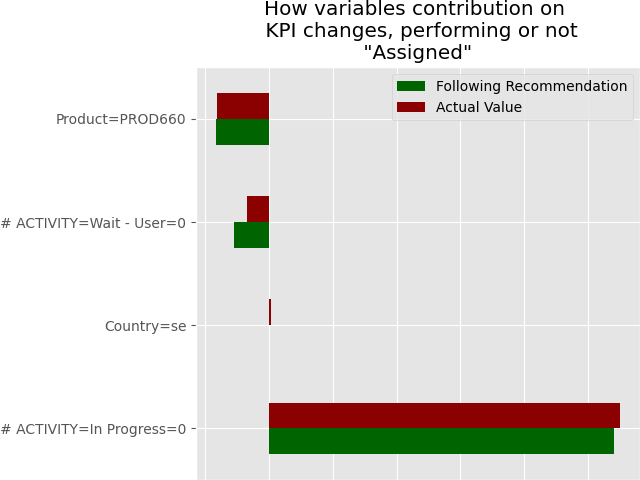 How variables contribution on
KPI changes, performing or not
"Assigned"
Following Recommendation
Actual Value
Product=PROD660
# ACTIVITY=Wait - User=0
Country=se
# ACTIVITY=In Progress=0